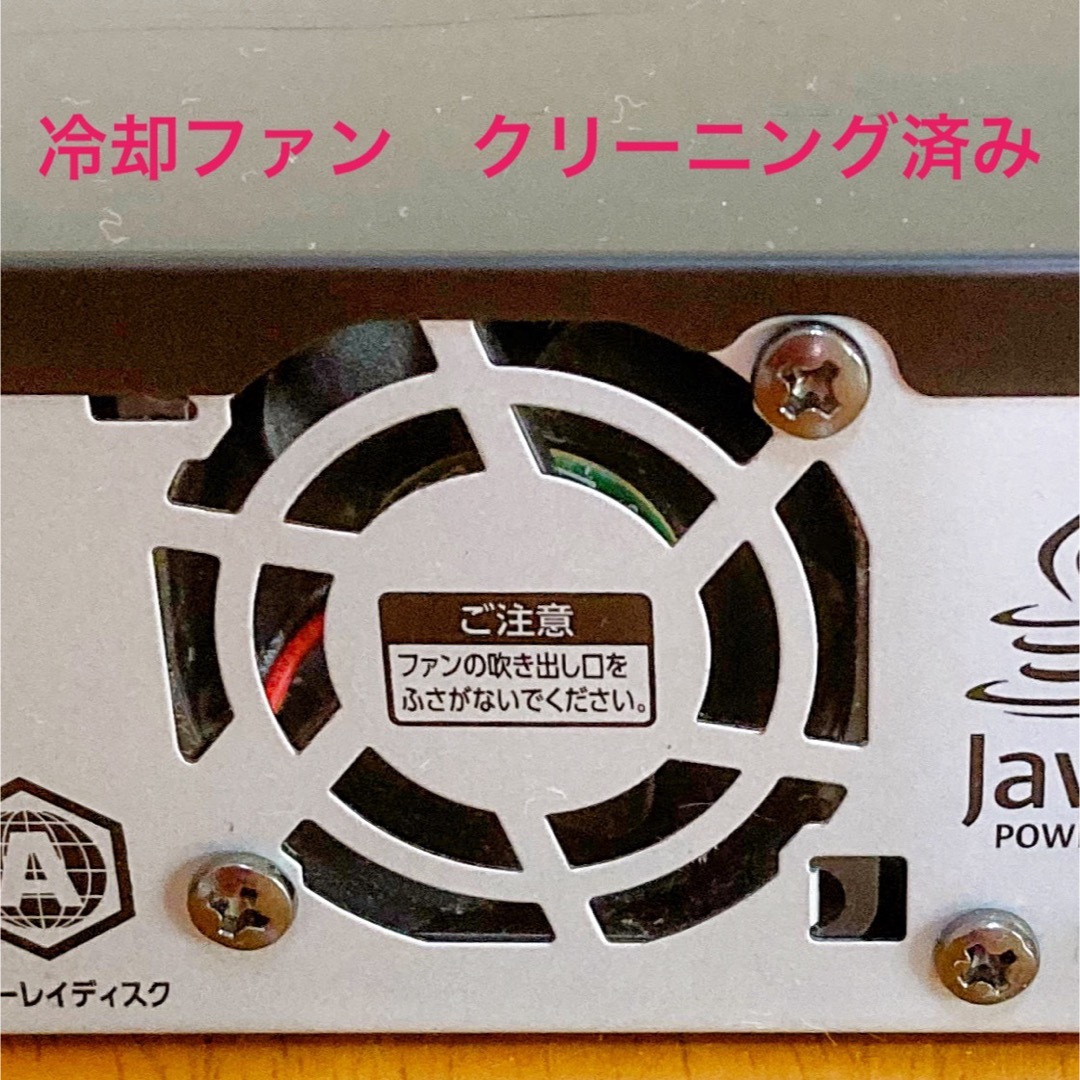 冷却ファン　クリーニング済み
ご注意
ファンの吹き出し口を
ふさがないでください。
Jav
POW
A
ーレイディスク